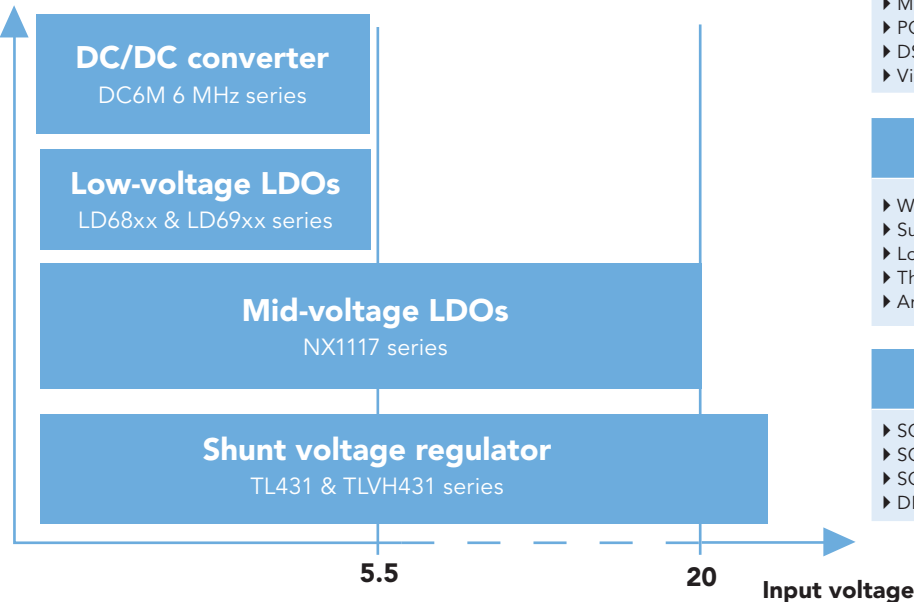 DC/DC converter
DC6M 6 MHz series
Low-voltage LDOs
LD68xx & LD69xx series
Mid-voltage LDOs
NX1117 series
Shunt voltage regulator
TL431 & TLVH431 series
5.5
20
Input voltage